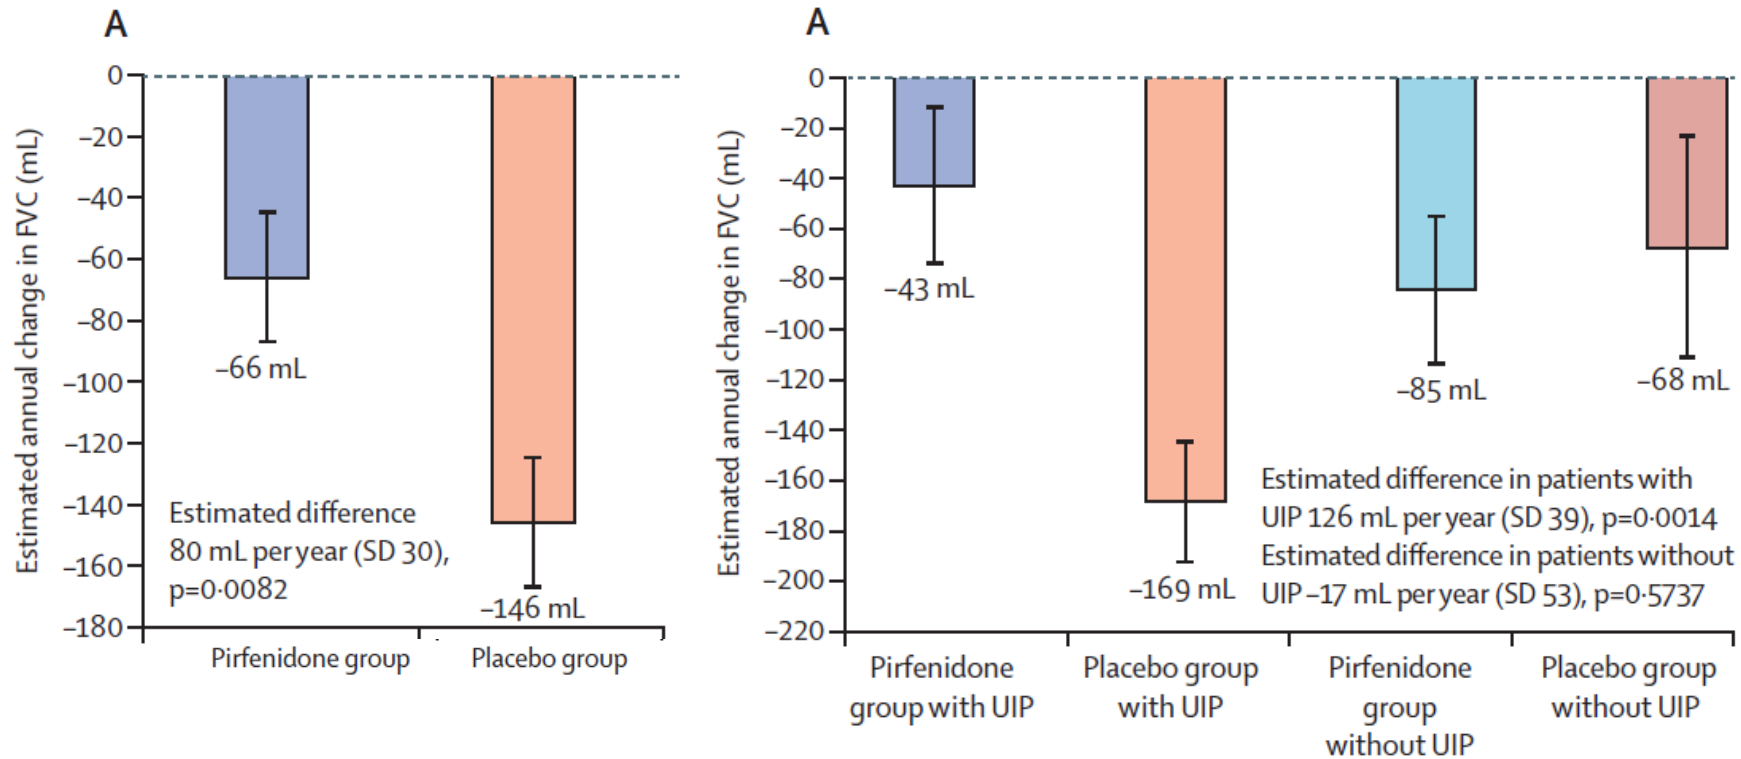 A
Estimated annual change in FVC (mL)
0
–20
–40
–60
–80
–100
–120
–140
–160
–180
–66 mL
–146 mL
Estimated difference
80 mL per year (SD 30),
p=0·0082
Pirfenidone group
Placebo group
A
Estimated annual change in FVC (mL)
0
–20
–40
–60
–80
–100
–120
–140
–160
–180
–200
–220
–43 mL
–169 mL
–85 mL
–68 mL
Estimated difference in patients with
UIP 126 mL per year (SD 39), p=0·0014
Estimated difference in patients without
UIP –17 mL per year (SD 53), p=0·5737
Pirfenidone
group with UIP
Placebo group
with UIP
Pirfenidone
group
without UIP
Placebo group
without UIP